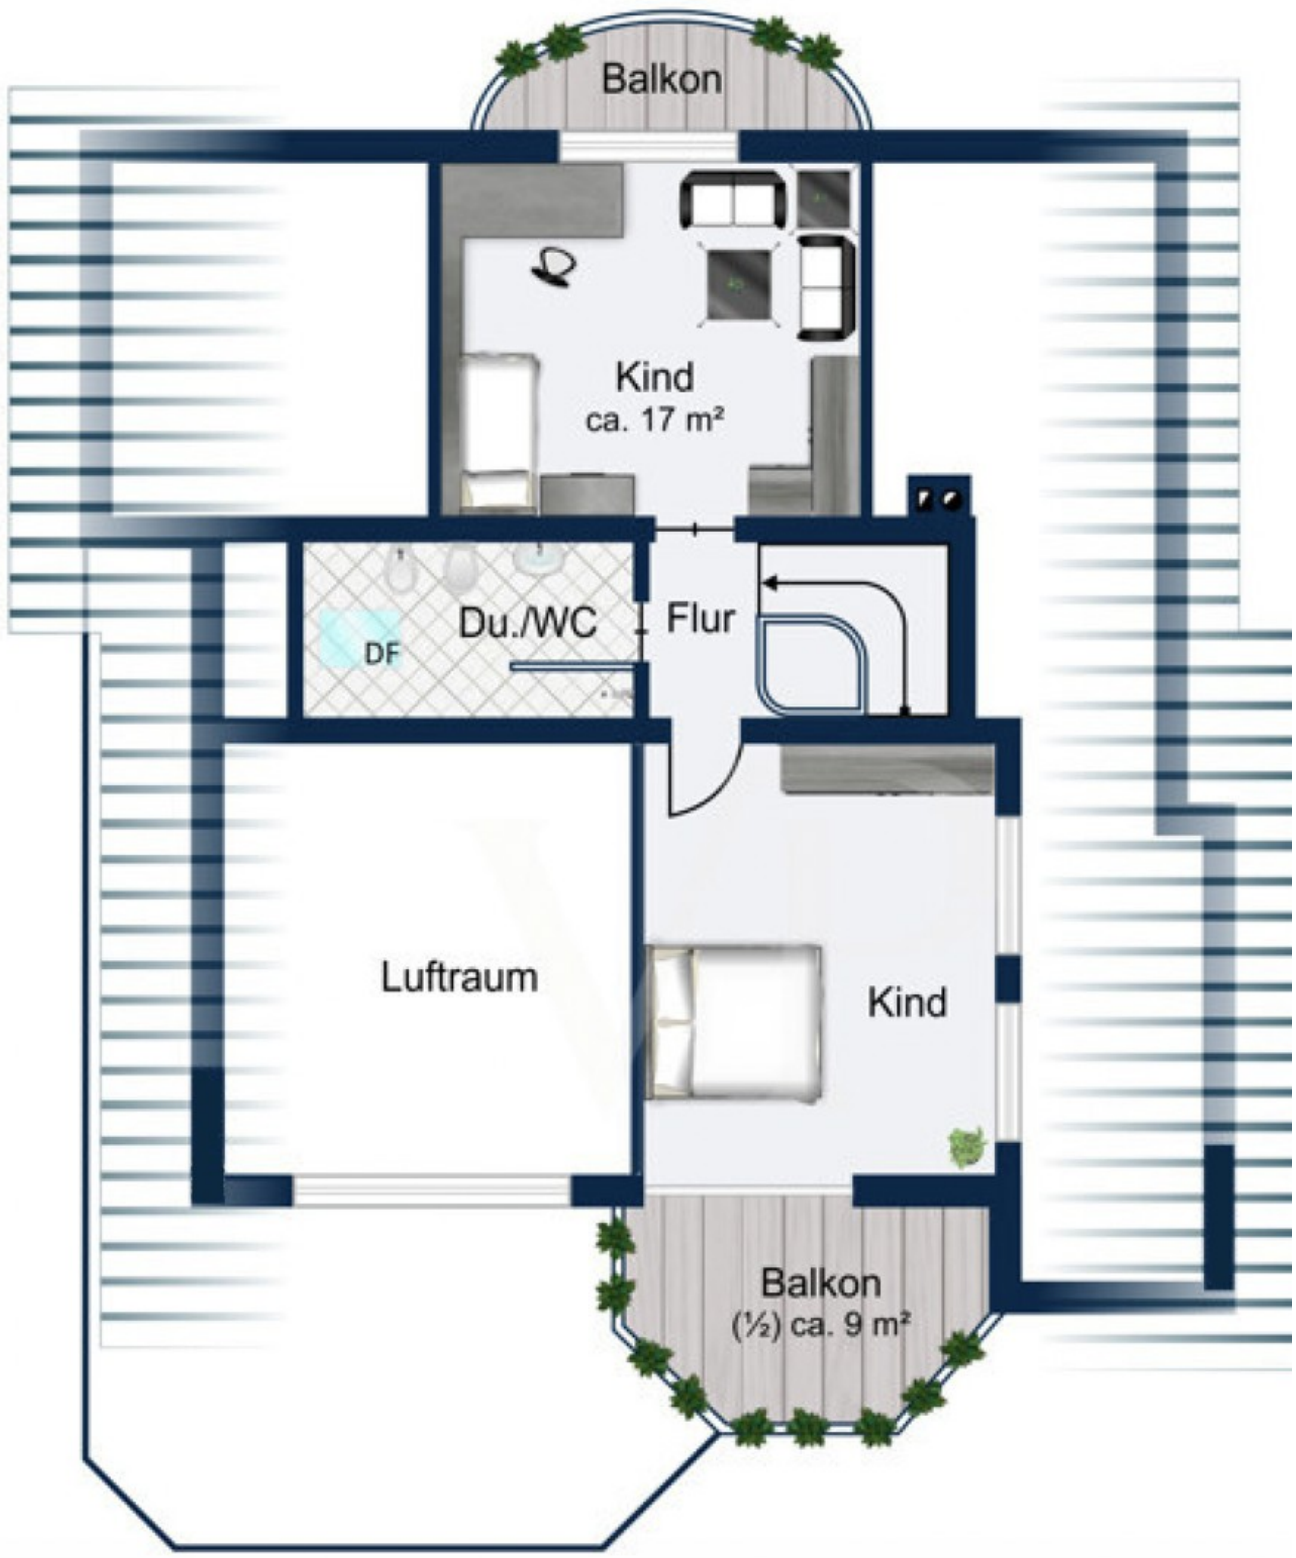 Balkon
Kind
ca. 17 m²
Du./WC
Flur
DF
Luftraum
Kind
Balkon
(½) ca. 9 m²